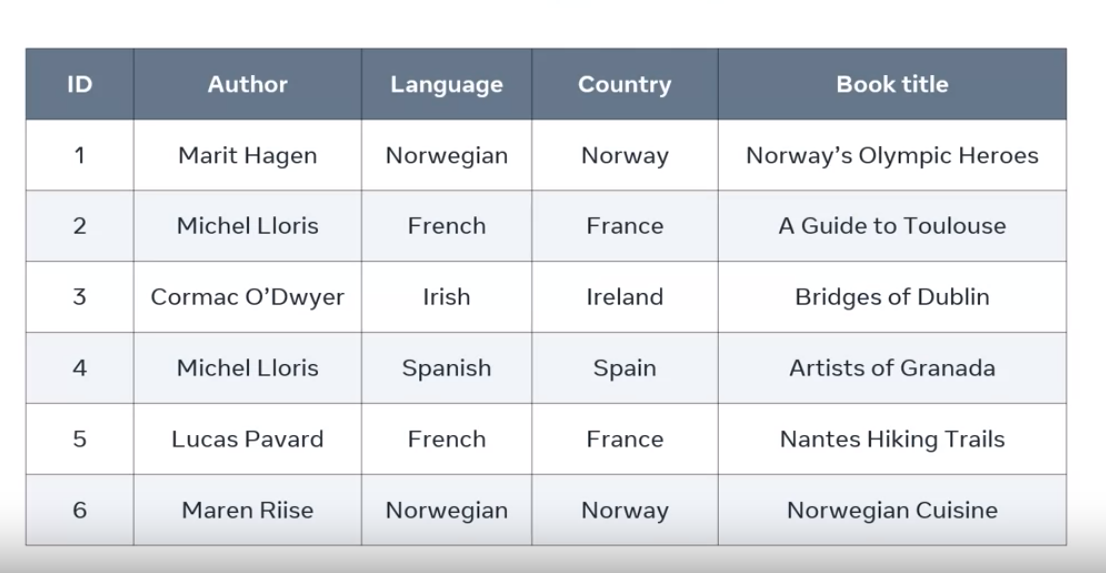 ID Author Language Country Book title
1 Marit Hagen Norwegian Norway Norway’s Olympic Heroes
2 Michel Lloris French France A Guide to Toulouse
3 Cormac O’Dwyer Irish Ireland Bridges of Dublin
4 Michel Lloris Spanish Spain Artists of Granada
5 Lucas Pavard French France Nantes Hiking Trails
6 Maren Riise Norwegian Norway Norwegian Cuisine